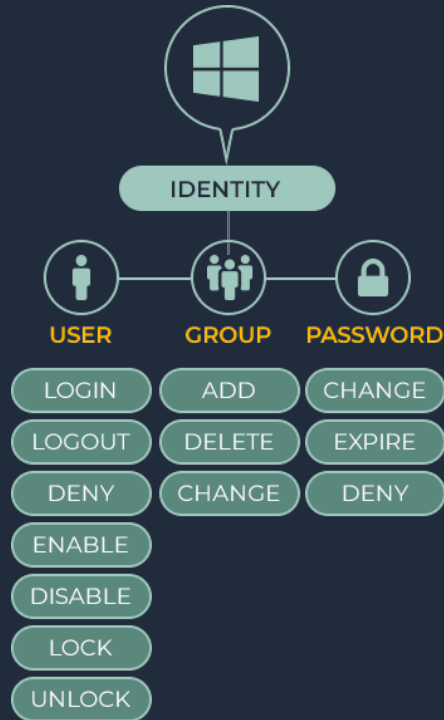 IDENTITY
USER
GROUP
PASSWORD
LOGIN
LOGOUT
DENY
ENABLE
DISABLE
LOCK
UNLOCK
ADD
DELETE
CHANGE
CHANGE
EXPIRE
DENY